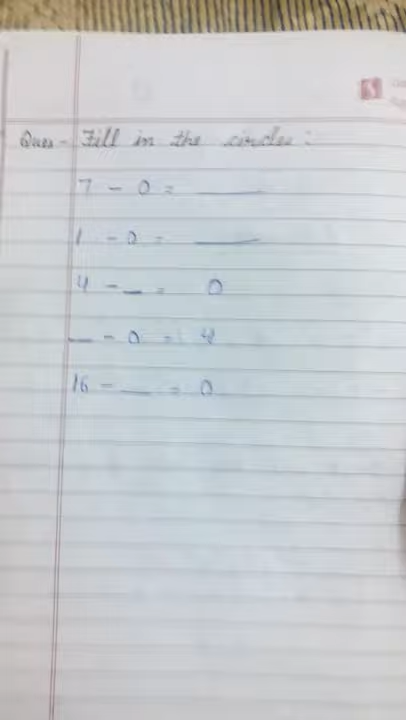 Ques - Fill in the circles :
7 - 0 = ____
1 - 0 = ____
4 - __ = 0
__ - 0 = 4
16 - __ = 0